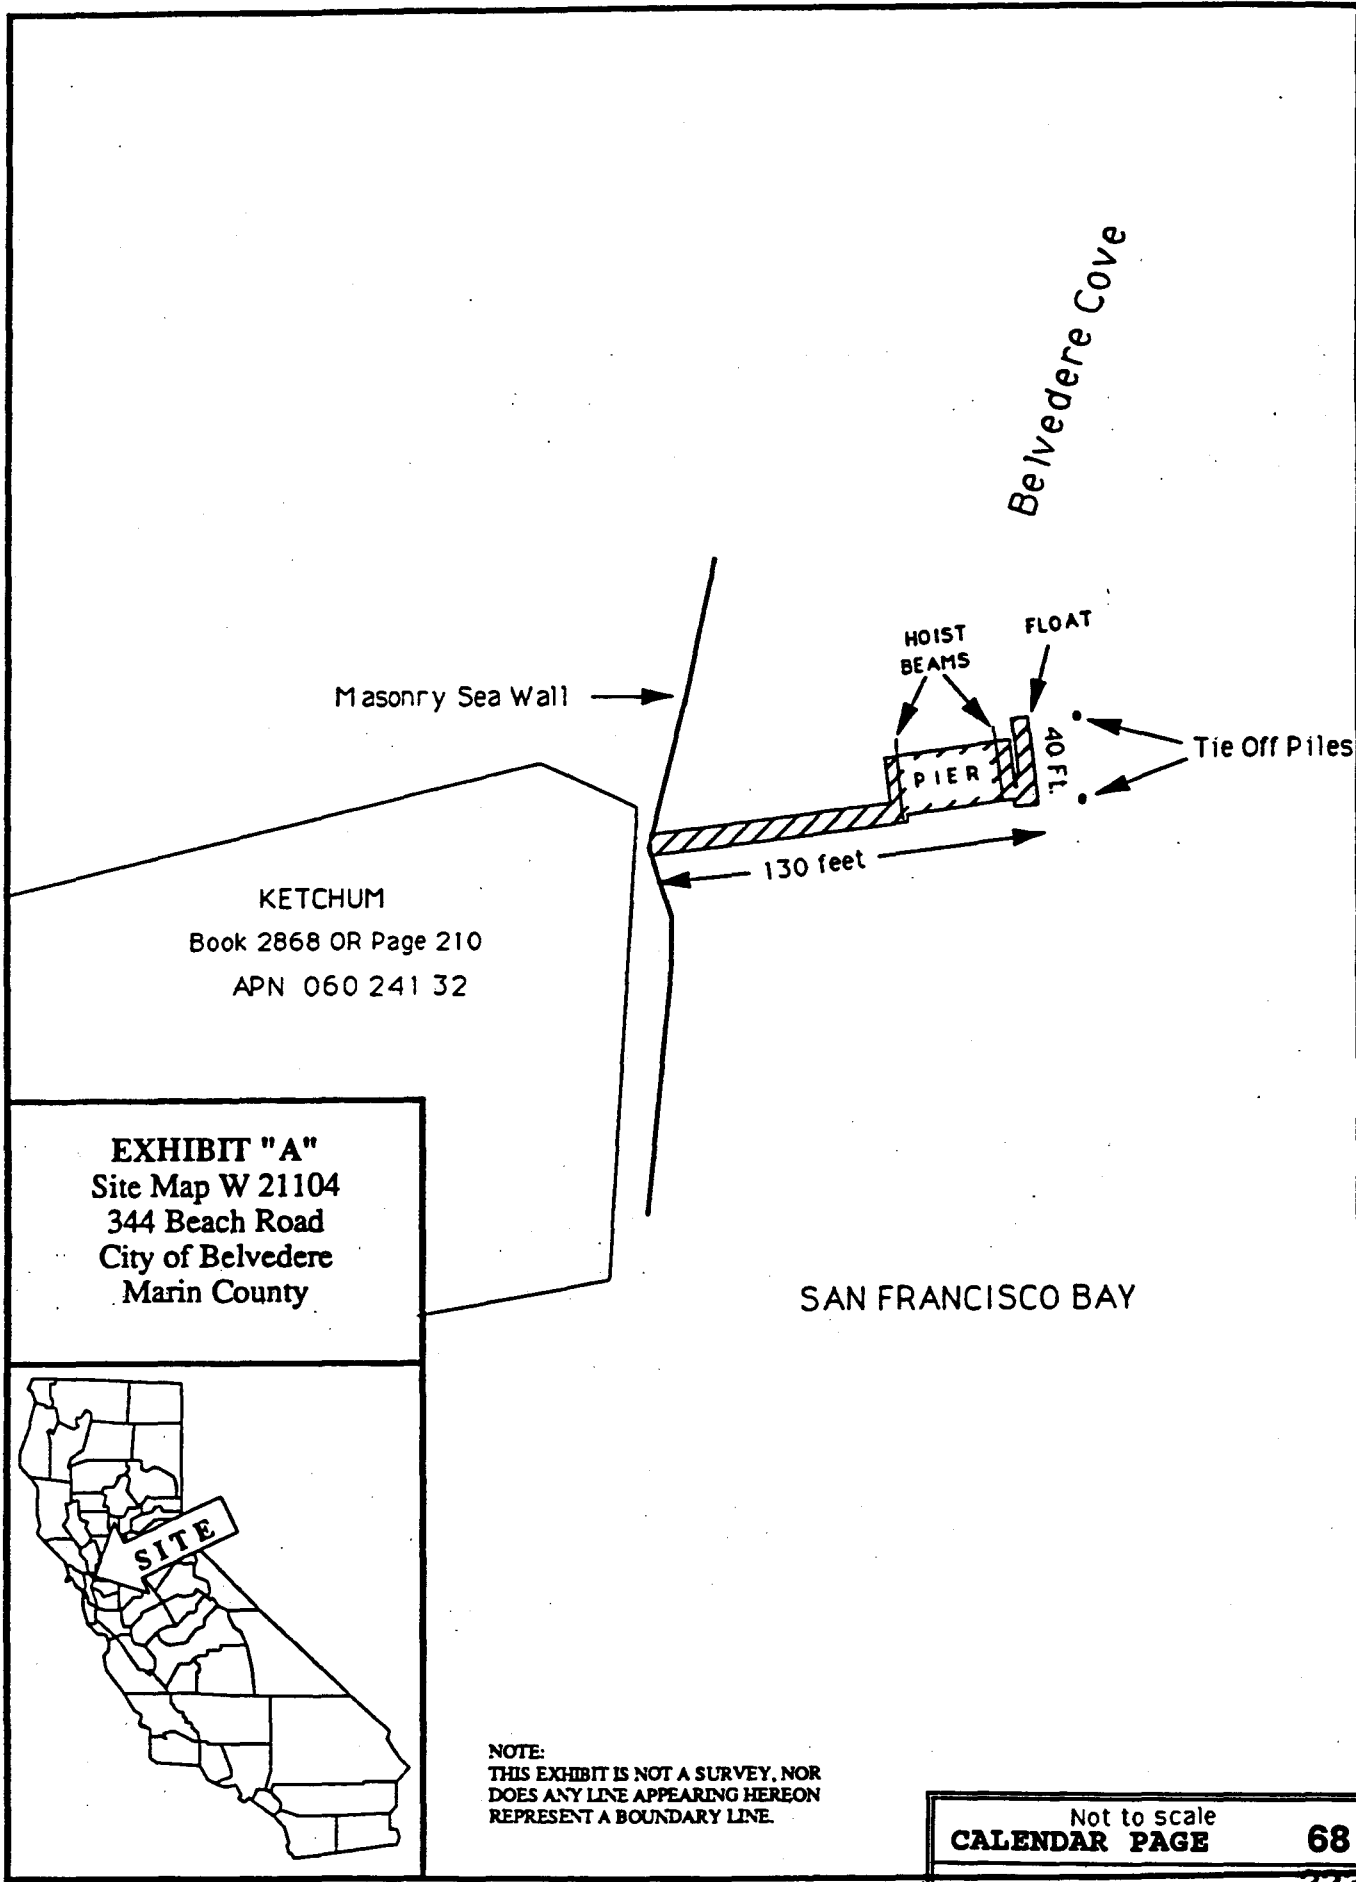 Belvedere Cove
HOIST
BEAMS
FLOAT
Masonry Sea Wall
40 Ft.
Tie Off Piles
PIER
130 feet
KETCHUM
Book 2868 OR Page 210
APN 060 241 32
EXHIBIT "A"
Site Map W 21104
344 Beach Road
City of Belvedere
Marin County
SAN FRANCISCO BAY
SITE
NOTE:
THIS EXHIBIT IS NOT A SURVEY, NOR
DOES ANY LINE APPEARING HEREON
REPRESENT A BOUNDARY LINE.
Not to scale
CALENDAR PAGE 68